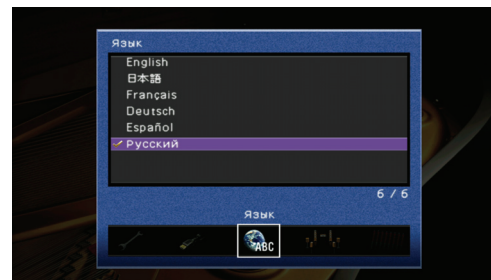 Язык
English
日本語
Français
Deutsch
Español
Русский
6 / 6
Язык
ABC